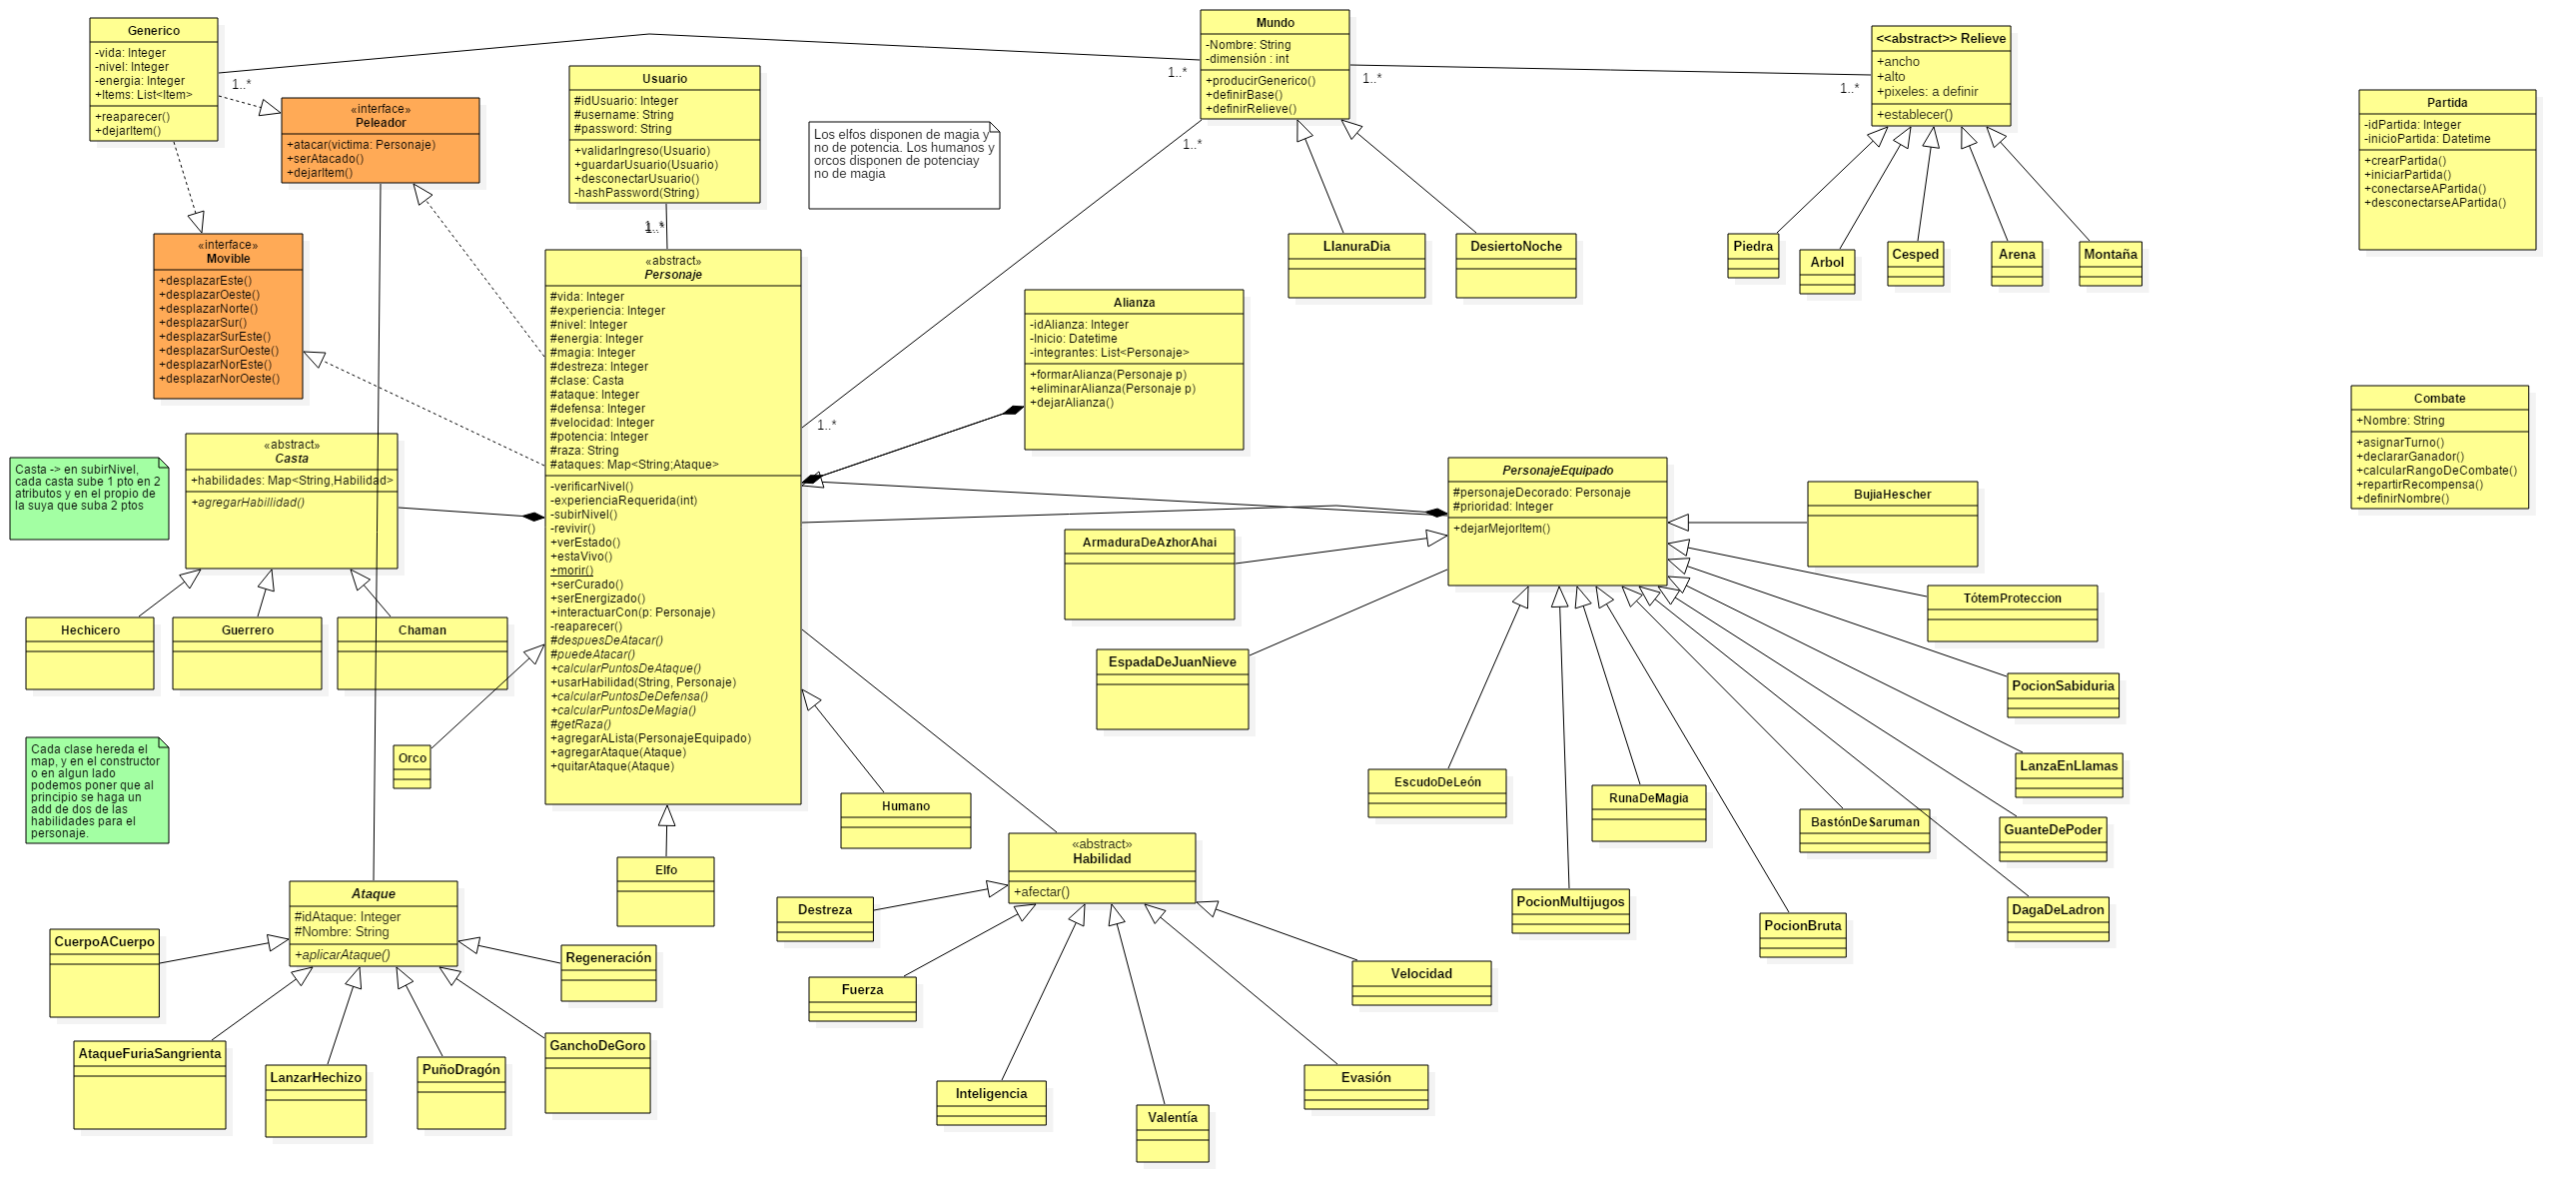 Generico
-vida: Integer
-nivel: Integer
-energia: Integer
+Items: List<Item>
+reaparecer()
+dejarItem()
1..*
«interface»
Peleador
+atacar(victima: Personaje)
+serAtacado()
+dejarItem()
«interface»
Movible
+desplazarEste()
+desplazarOeste()
+desplazarNorte()
+desplazarSur()
+desplazarSurEste()
+desplazarSurOeste()
+desplazarNorEste()
+desplazarNorOeste()
Usuario
#idUsuario: Integer
#username: String
#password: String
+validarIngreso(Usuario)
+guardarUsuario(Usuario)
+desconectarUsuario()
-hashPassword(String)
1..*
Los elfos disponen de magia y
no de potencia. Los humanos y
orcos disponen de potenciay
no de magia
Mundo
-Nombre: String
-dimensión : int
+producirGenerico()
+definirBase()
+definirRelieve()
1..*
1..*
1..*
1..*
1..*
<<abstract>> Relieve
+ancho
+alto
+pixeles: a definir
+establecer()
Partida
-idPartida: Integer
-inicioPartida: Datetime
+crearPartida()
+iniciarPartida()
+conectarseAPartida()
+desconectarseAPartida()
LlanuraDia
DesiertoNoche
Piedra
Arbol
Cesped
Arena
Montaña
«abstract»
Personaje
#vida: Integer
#experiencia: Integer
#nivel: Integer
#energia: Integer
#magia: Integer
#destreza: Integer
#clase: Casta
#ataque: Integer
#defensa: Integer
#velocidad: Integer
#potencia: Integer
#raza: String
#ataques: Map<String;Ataque>
-verificarNivel()
-experienciaRequerida(int)
-subirNivel()
-revivir()
+verEstado()
+estaVivo()
+morir()
+serCurado()
+serEnergizado()
+interactuarCon(p: Personaje)
-reaparecer()
#despuesDeAtacar()
#puedeAtacar()
+calcularPuntosDeAtaque()
+usarHabilidad(String, Personaje)
+calcularPuntosDeDefensa()
+calcularPuntosDeMagia()
#getRaza()
+agregarALista(PersonajeEquipado)
+agregarAtaque(Ataque)
+quitarAtaque(Ataque)
Alianza
-idAlianza: Integer
-Inicio: Datetime
-integrantes: List<Personaje>
+formarAlianza(Personaje p)
+eliminarAlianza(Personaje p)
+dejarAlianza()
Combate
+Nombre: String
+asignarTurno()
+declararGanador()
+calcularRangoDeCombate()
+repartirRecompensa()
+definirNombre()
Casta -> en subirNivel,
cada casta sube 1 pto en 2
atributos y en el propio de
la suya que suba 2 ptos
«abstract»
Casta
+habilidades: Map<String,Habilidad>
+agregarHabillidad()
PersonajeEquipado
#personajeDecorado: Personaje
#prioridad: Integer
+dejarMejorItem()
BujiaHescher
ArmaduraDeAzhorAhai
TótemProteccion
Hechicero
Guerrero
Chaman
EspadaDeJuanNieve
PocionSabiduria
Cada clase hereda el
map, y en el constructor
o en algun lado
podemos poner que al
principio se haga un
add de dos de las
habilidades para el
personaje.
Orco
Humano
Elfo
EscudoDeLeón
RunaDeMagia
LanzaEnLlamas
BastónDeSaruman
GuanteDePoder
PocionMultijugos
PocionBruta
DagaDeLadron
«abstract»
Habilidad
+afectar()
Destreza
Fuerza
Inteligencia
Valentía
Evasión
Velocidad
Ataque
#idAtaque: Integer
#Nombre: String
+aplicarAtaque()
CuerpoACuerpo
Regeneración
AtaqueFuriaSangrienta
LanzarHechizo
PuñoDragón
GanchoDeGoro